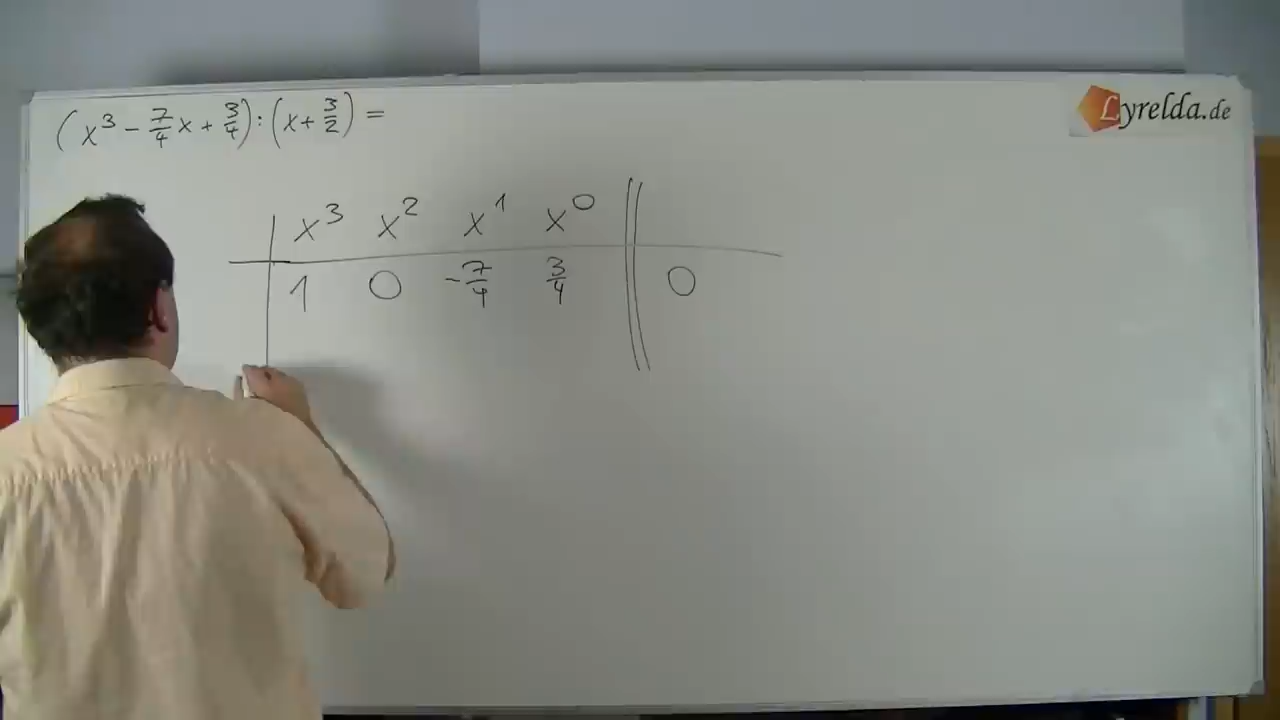 (x³ - 7/4 x + 3/4) : (x + 3/2) =
Lyrelda.de
x³ x² x¹ x⁰
1 0 -7/4 3/4 0